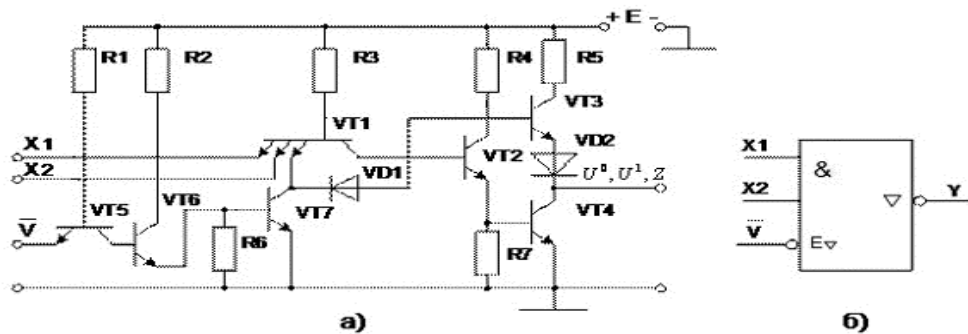 + E -
R1
R2
R3
R4
R5
VT3
VT1
X1
X2
VD1
VT2
VD2
U⁰, U¹, Z
VT5
VT6
VT7
VT4
V̅
R6
R7
а)
X1
X2
V̅
&
▽
E▽
Y
б)